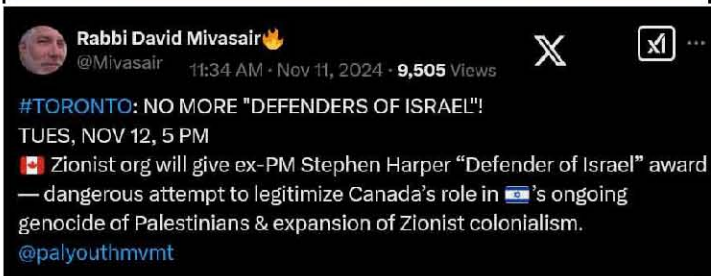 Rabbi David Mivasair🔥
@Mivasair 11:34 AM · Nov 11, 2024 · 9,505 Views
#TORONTO: NO MORE "DEFENDERS OF ISRAEL"!
TUES, NOV 12, 5 PM
🇨🇦 Zionist org will give ex-PM Stephen Harper “Defender of Israel” award
— dangerous attempt to legitimize Canada’s role in 🇮🇱’s ongoing
genocide of Palestinians & expansion of Zionist colonialism.
@palyouthmvmt